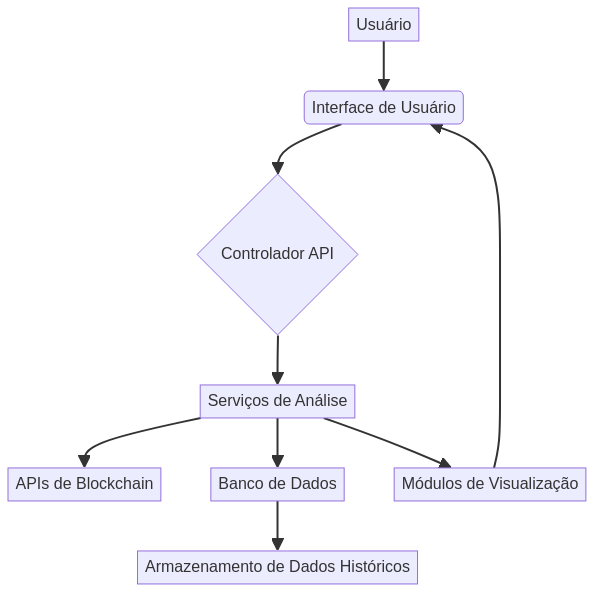 Usuário
Interface de Usuário
Controlador API
Serviços de Análise
APIs de Blockchain
Banco de Dados
Módulos de Visualização
Armazenamento de Dados Históricos